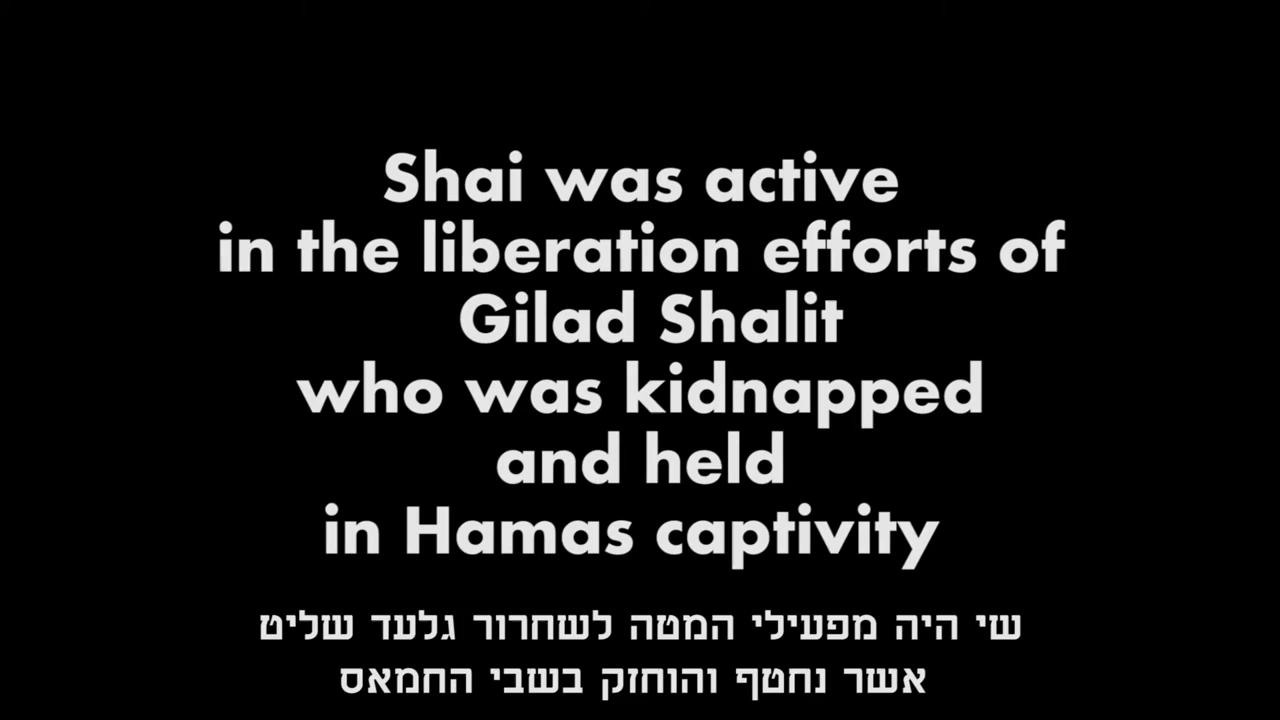 Shai was active
in the liberation efforts of
Gilad Shalit
who was kidnapped
and held
in Hamas captivity
שי היה מפעילי המטה לשחרור גלעד שליט
אשר נחטף והוחזק בשבי החמאס